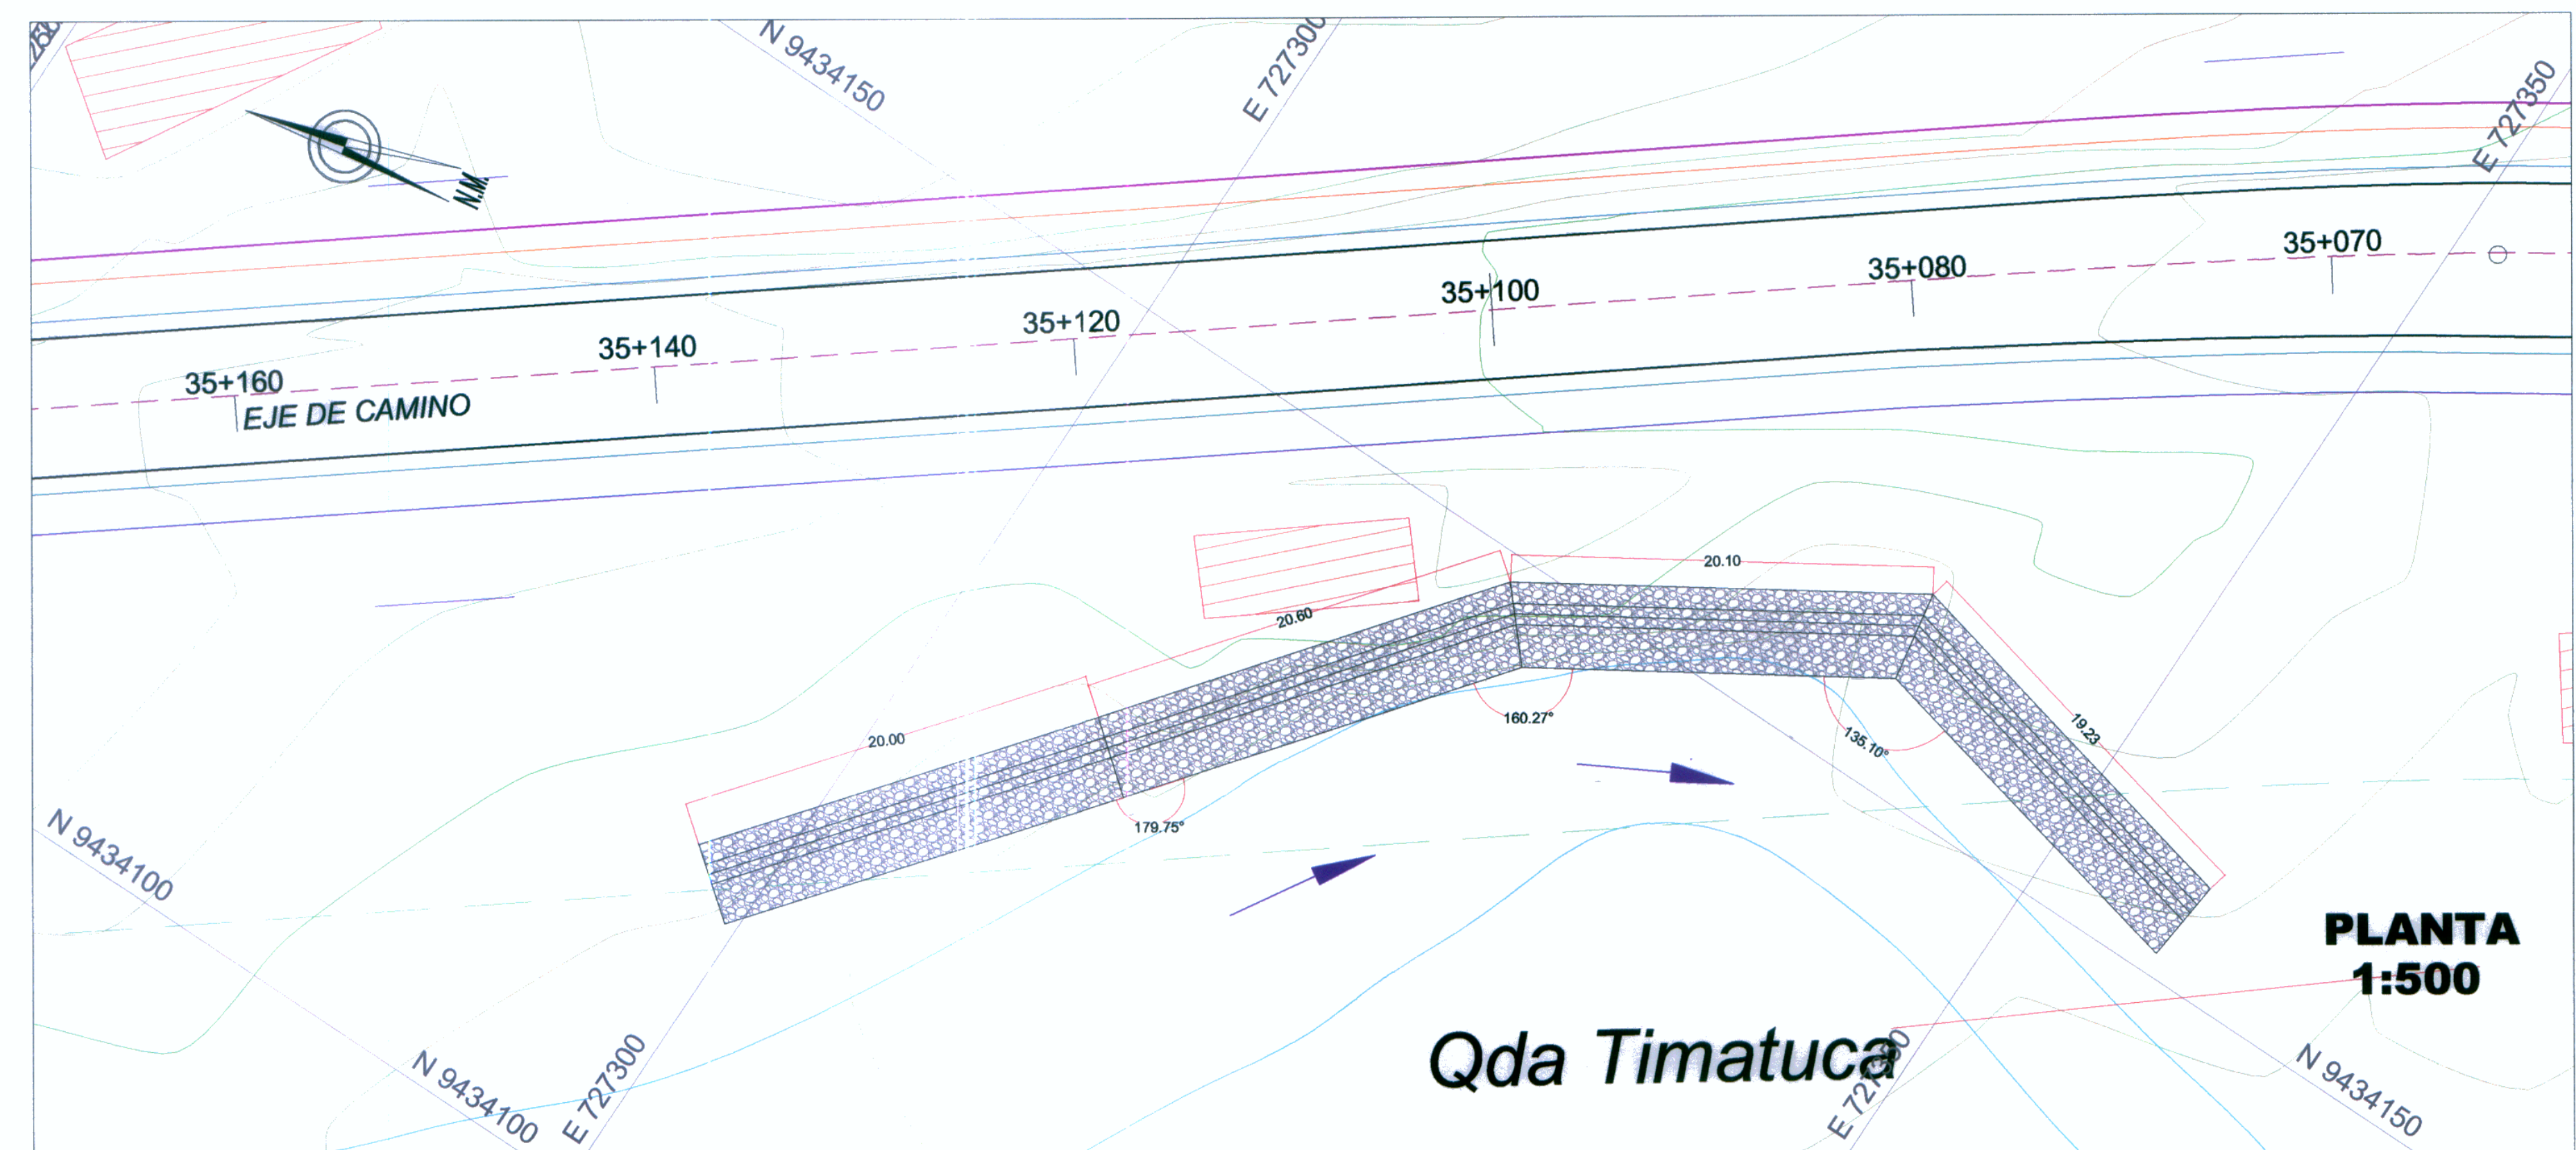 N 9434150
E 727300
E 727350
N.M.
35+070
35+080
35+100
35+120
35+140
35+160
EJE DE CAMINO
20.10
20.60
20.00
19.23
160.27°
135.10°
179.75°
N 9434100
PLANTA
1:500
Qda Timatuca
N 9434100
E 727300
N 9434150